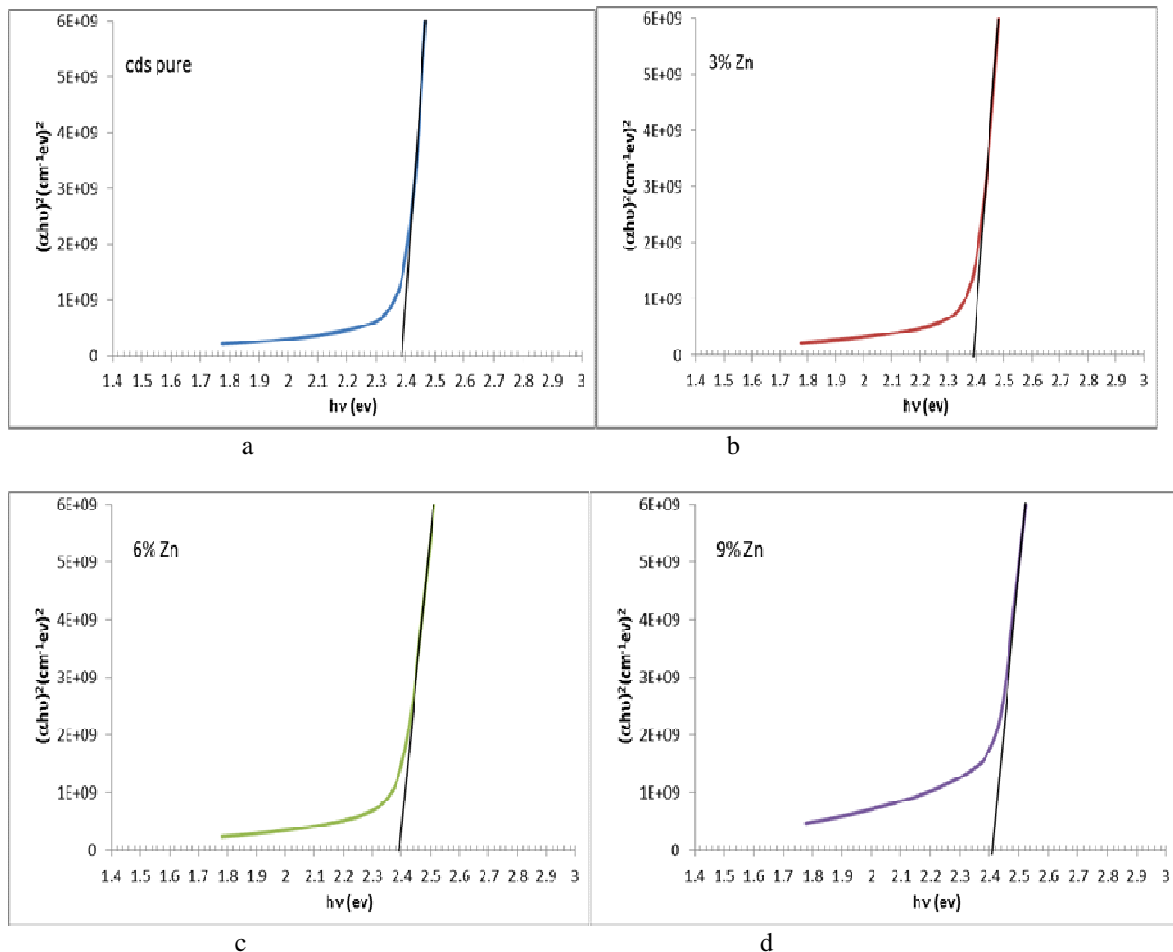 6E+09
5E+09
4E+09
3E+09
2E+09
1E+09
0
cds pure
(αhυ)²(cm⁻¹ev)²
1.4 1.5 1.6 1.7 1.8 1.9 2 2.1 2.2 2.3 2.4 2.5 2.6 2.7 2.8 2.9 3
hν (ev)
a
6E+09
5E+09
4E+09
3E+09
2E+09
1E+09
0
3% Zn
(αhυ)²(cm⁻¹ev)²
1.4 1.5 1.6 1.7 1.8 1.9 2 2.1 2.2 2.3 2.4 2.5 2.6 2.7 2.8 2.9 3
hν (ev)
b
6E+09
5E+09
4E+09
3E+09
2E+09
1E+09
0
6% Zn
(αhυ)²(cm⁻¹ev)²
1.4 1.5 1.6 1.7 1.8 1.9 2 2.1 2.2 2.3 2.4 2.5 2.6 2.7 2.8 2.9 3
hν (ev)
c
6E+09
5E+09
4E+09
3E+09
2E+09
1E+09
0
9% Zn
(αhυ)²(cm⁻¹ev)²
1.4 1.5 1.6 1.7 1.8 1.9 2 2.1 2.2 2.3 2.4 2.5 2.6 2.7 2.8 2.9 3
hν (ev)
d